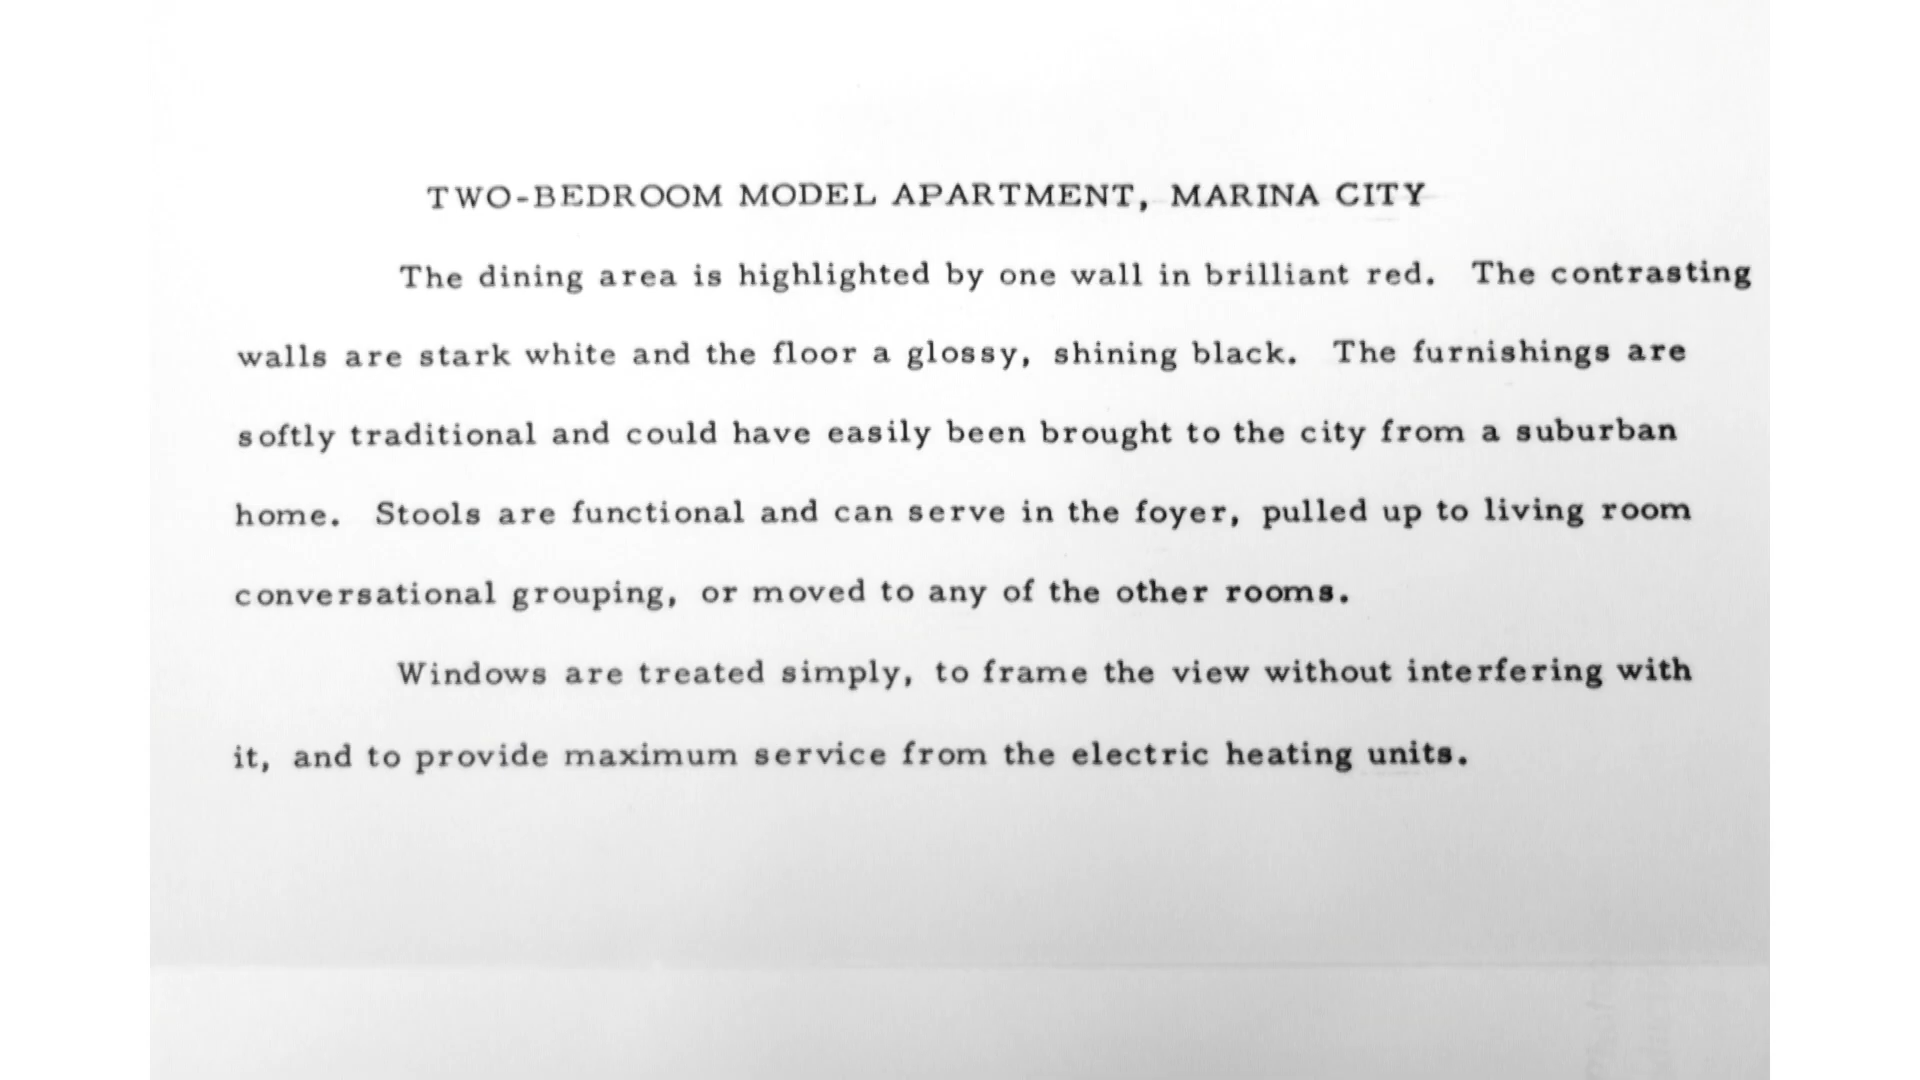 TWO-BEDROOM MODEL APARTMENT, MARINA CITY
The dining area is highlighted by one wall in brilliant red. The contrasting
walls are stark white and the floor a glossy, shining black. The furnishings are
softly traditional and could have easily been brought to the city from a suburban
home. Stools are functional and can serve in the foyer, pulled up to living room
conversational grouping, or moved to any of the other rooms.
Windows are treated simply, to frame the view without interfering with
it, and to provide maximum service from the electric heating units.